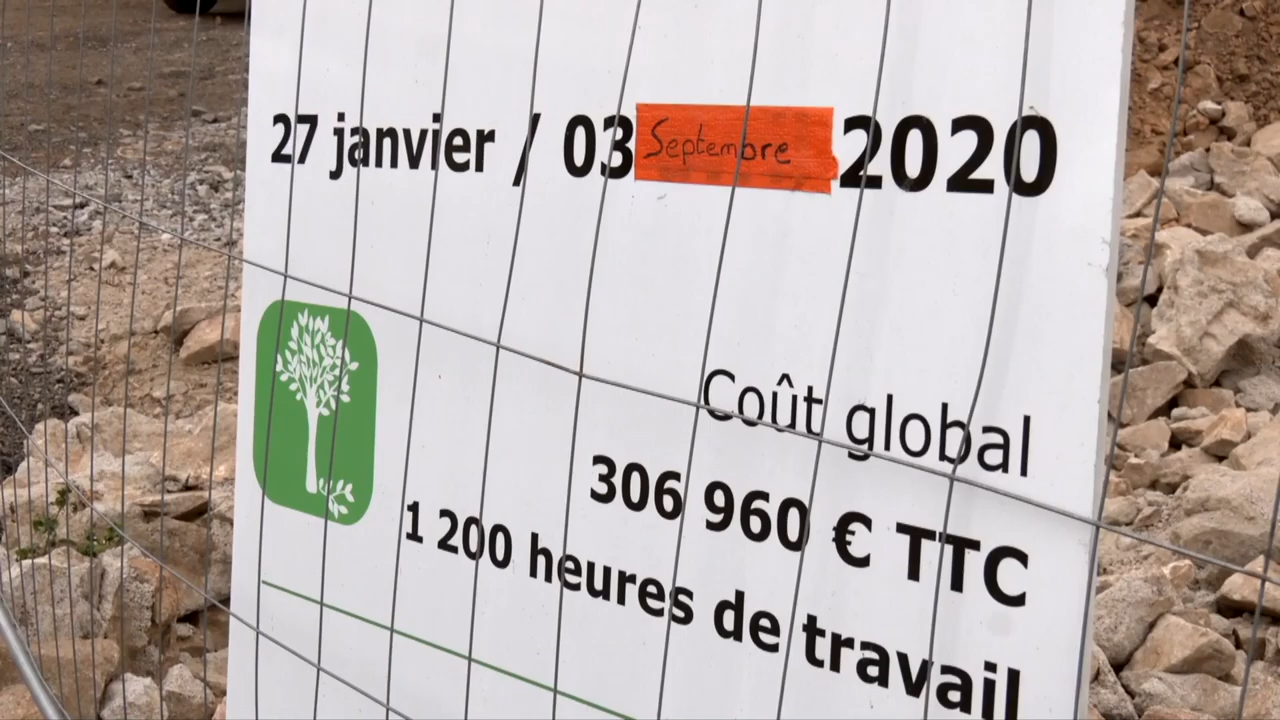 27 janvier / 03 Septembre 2020
Coût global
306 960 € TTC
1 200 heures de travail